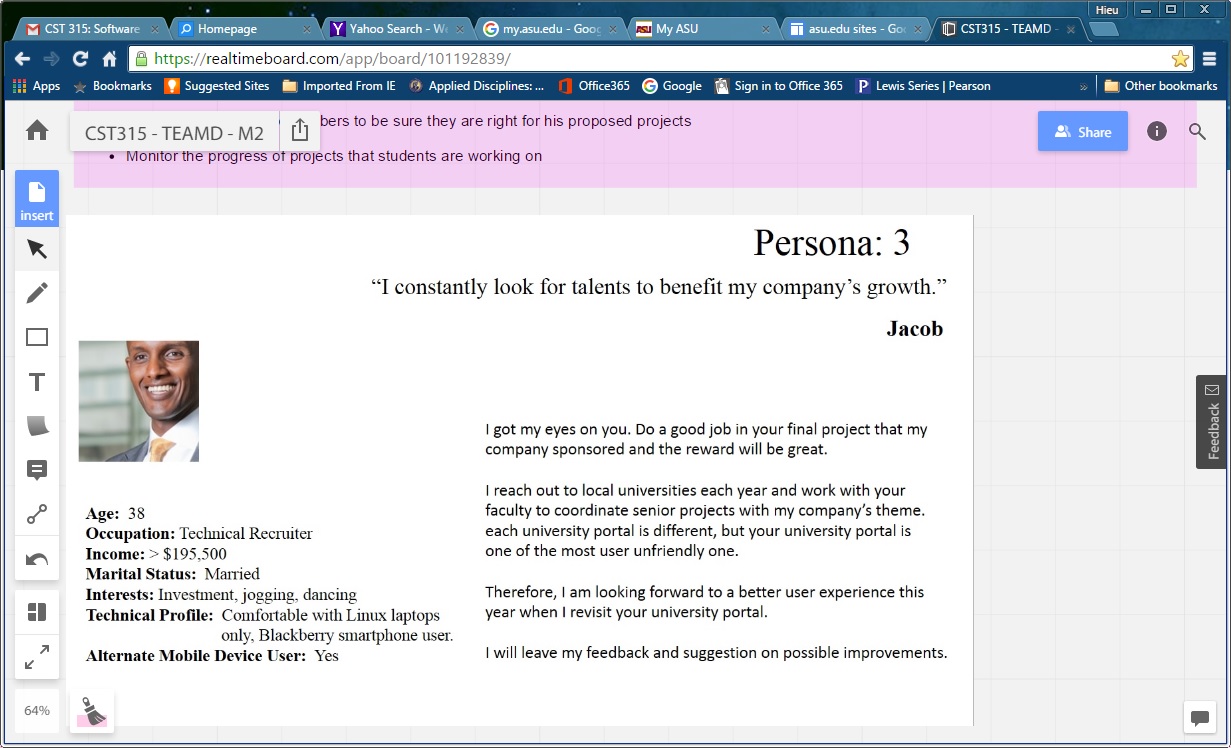 Hieu
CST 315: Software
Homepage
Yahoo Search - We
my.asu.edu - Goog
My ASU
asu.edu sites - Goo
CST315 - TEAMD -
https://realtimeboard.com/app/board/101192839/
Apps
Bookmarks
Suggested Sites
Imported From IE
Applied Disciplines: ...
Office365
Google
Sign in to Office 365
Lewis Series | Pearson
»
Other bookmarks
CST315 - TEAMD - M2
bers to be sure they are right for his proposed projects
• Monitor the progress of projects that students are working on
Share
insert
Persona: 3
“I constantly look for talents to benefit my company’s growth.”
Jacob
I got my eyes on you. Do a good job in your final project that my
company sponsored and the reward will be great.
I reach out to local universities each year and work with your
faculty to coordinate senior projects with my company’s theme.
each university portal is different, but your university portal is
one of the most user unfriendly one.
Therefore, I am looking forward to a better user experience this
year when I revisit your university portal.
I will leave my feedback and suggestion on possible improvements.
Age: 38
Occupation: Technical Recruiter
Income: > $195,500
Marital Status: Married
Interests: Investment, jogging, dancing
Technical Profile: Comfortable with Linux laptops
only, Blackberry smartphone user.
Alternate Mobile Device User: Yes
Feedback
64%